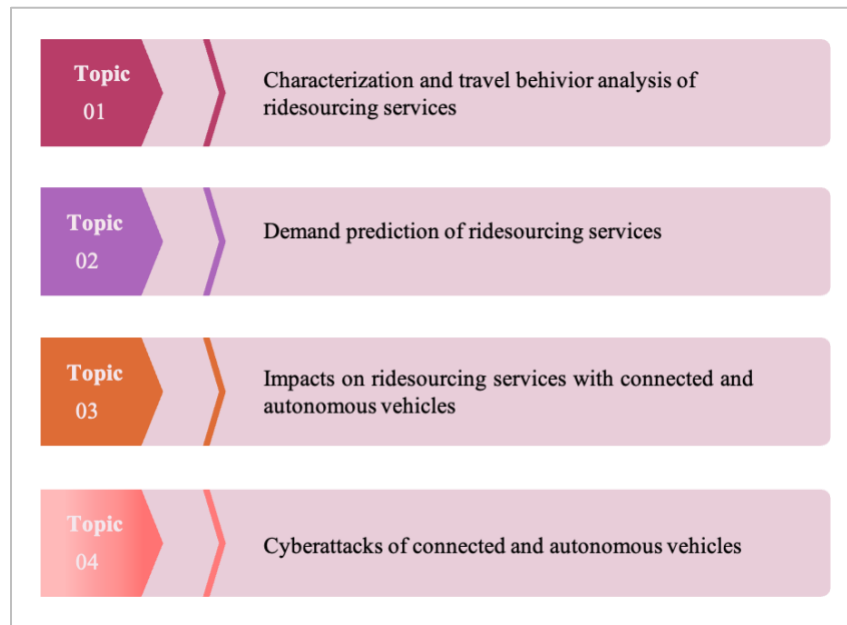 Topic
01
Characterization and travel behivior analysis of
ridesourcing services
Topic
02
Demand prediction of ridesourcing services
Topic
03
Impacts on ridesourcing services with connected and
autonomous vehicles
Topic
04
Cyberattacks of connected and autonomous vehicles